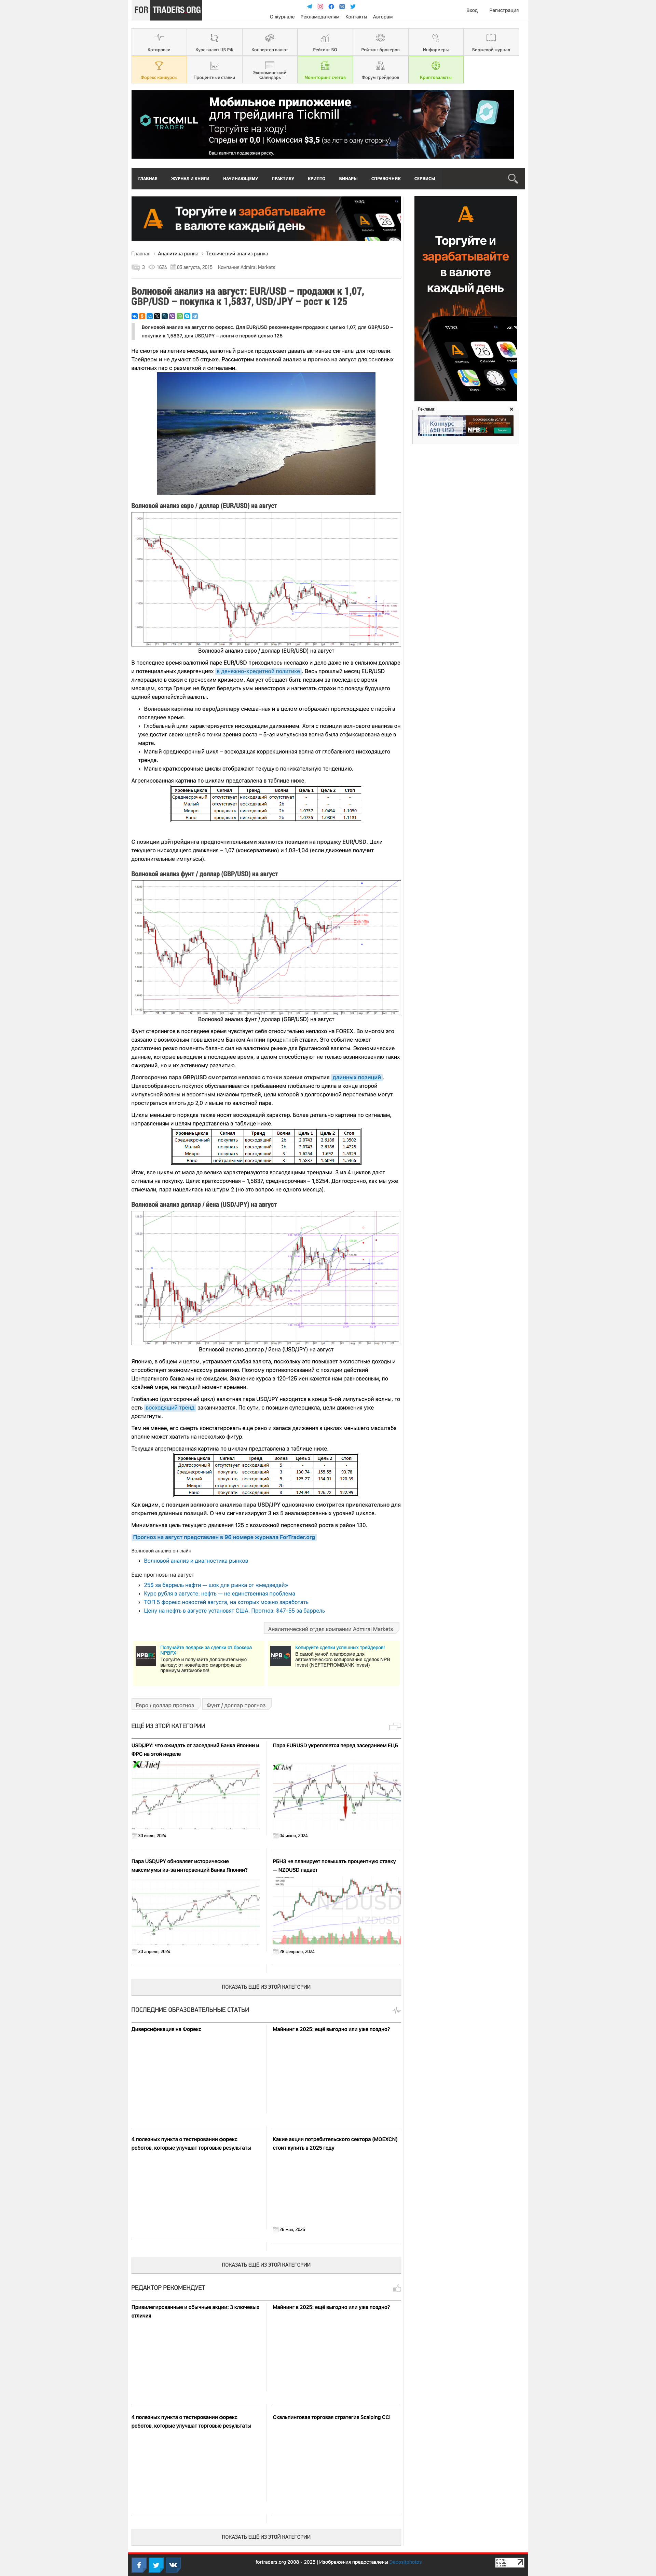 FOR TRADERS.ORG
О журнале Рекламодателям Контакты Авторам
Вход Регистрация
Котировки
Курс валют ЦБ РФ
Конвертер валют
Рейтинг БО
Рейтинг брокеров
Информеры
Биржевой журнал
Форекс конкурсы
Процентные ставки
Экономический
календарь
Мониторинг счетов
Форум трейдеров
Криптовалюты
TICKMILL
TRADER
Мобильное приложение
для трейдинга Tickmill
Торгуйте на ходу!
Спреды от 0,0 | Комиссия $3,5 (за лот в одну сторону)
Ваш капитал подвержен риску.
ГЛАВНАЯ ЖУРНАЛ И КНИГИ НАЧИНАЮЩЕМУ ПРАКТИКУ КРИПТО БИНАРЫ СПРАВОЧНИК СЕРВИСЫ
Торгуйте и зарабатывайте
в валюте каждый день
Торгуйте и
зарабатывайте
в валюте
каждый день
Реклама
Конкурс
650 USD
Главная Аналитика рынка Технический анализ рынка
3 1624 05 августа, 2015 Компания Admiral Markets
Волновой анализ на август: EUR/USD – продажи к 1,07,
GBP/USD – покупка к 1,5837, USD/JPY – рост к 125
Волновой анализ на август по форекс. Для EUR/USD рекомендуем продажи с целью 1,07, для GBP/USD –
покупки к 1,5837, для USD/JPY – лонги с первой целью 125
Не смотря на летние месяцы, валютный рынок продолжает давать активные сигналы для торговли.
Трейдеры и не думают об отдыхе. Рассмотрим волновой анализ и прогноз на август для основных
валютных пар с разметкой и сигналами.
Волновой анализ евро / доллар (EUR/USD) на август
Волновой анализ евро / доллар (EUR/USD) на август
В последнее время валютной паре EUR/USD приходилось несладко и дело даже не в сильном долларе
и потенциальных дивергенциях в денежно-кредитной политике. Весь прошлый месяц EUR/USD
лихорадило в связи с греческим кризисом. Август обещает быть первым за последнее время
месяцем, когда Греция не будет бередить умы инвесторов и нагнетать страхи по поводу будущего
единой европейской валюты.
Волновая картина по евро/доллару смешанная и в целом отображает происходящее с парой в
последнее время.
Глобальный цикл характеризуется нисходящим движением. Хотя с позиции волнового анализа он
уже достиг своих целей с точки зрения роста – 5-ая импульсная волна была отфиксирована еще в
марте.
Малый среднесрочный цикл – восходящая коррекционная волна от глобального нисходящего
тренда.
Малые краткосрочные циклы отображают текущую понижательную тенденцию.
Агрегированная картина по циклам представлена в таблице ниже.
Уровень цикла Сигнал Тренд Волна Цель 1 Цель 2 Стоп
Среднесрочный отсутствует нисходящий отсутствует - - -
Малый отсутствует восходящий 2b - - -
Микро продавать нисходящий 2b 1.0757 1.0494 1.1050
Нано продавать нисходящий 2b 1.0756 1.0309 1.1131
С позиции дэйтрейдинга предпочтительными являются позиции на продажу EUR/USD. Цели
текущего нисходящего движения – 1,07 (консервативно) и 1,03-1,04 (если движение получит
дополнительные импульсы).
Волновой анализ фунт / доллар (GBP/USD) на август
Волновой анализ фунт / доллар (GBP/USD) на август
Фунт стерлингов в последнее время чувствует себя относительно неплохо на FOREX. Во многом это
связано с возможным повышением Банком Англии процентной ставки. Это событие может
достаточно резко поменять баланс сил на валютном рынке для британской валюты. Экономические
данные, которые выходили в последнее время, в целом способствуют не только возникновению таких
ожиданий, но и их активному развитию.
Долгосрочно пара GBP/USD смотрится неплохо с точки зрения открытия длинных позиций.
Целесообразность покупок обуславливается пребыванием глобального цикла в конце второй
импульсной волны и вероятным началом третьей, цели которой в долгосрочной перспективе могут
простираться вплоть до 2,0 и выше по валютной паре.
Циклы меньшего порядка также носят восходящий характер. Более детально картина по сигналам,
направлениям и целям представлена в таблице ниже.
Уровень цикла Сигнал Тренд Волна Цель 1 Цель 2 Стоп
Среднесрочный покупать восходящий 2b 2.0743 2.6186 1.3502
Малый покупать восходящий 2b 2.0743 2.6186 1.4228
Микро покупать восходящий 3 1.6254 1.692 1.5329
Нано нейтральный восходящий 3 1.5837 1.6094 1.5466
Итак, все циклы от мала до велика характеризуются восходящими трендами. 3 из 4 циклов дают
сигналы на покупку. Цели: краткосрочная – 1,5837, среднесрочная – 1,6254. Долгосрочно, как мы уже
отмечали, пара нацелилась на штурм 2 (но это вопрос не одного месяца).
Волновой анализ доллар / йена (USD/JPY) на август
Волновой анализ доллар / йена (USD/JPY) на август
Японию, в общем и целом, устраивает слабая валюта, поскольку это повышает экспортные доходы и
способствует экономическому развитию. Поэтому противопоказаний с позиции действий
Центрального банка мы не ожидаем. Значение курса в 120-125 иен кажется нам равновесным, по
крайней мере, на текущий момент времени.
Глобально (долгосрочный цикл) валютная пара USD/JPY находится в конце 5-ой импульсной волны, то
есть восходящий тренд заканчивается. По сути, с позиции суперцикла, цели движения уже
достигнуты.
Тем не менее, его смерть констатировать еще рано и запаса движения в циклах меньшего масштаба
вполне может хватить на несколько фигур.
Текущая агрегированная картина по циклам представлена в таблице ниже.
Уровень цикла Сигнал Тренд Волна Цель 1 Цель 2 Стоп
Долгосрочный отсутствует восходящий 5 - - -
Среднесрочный покупать восходящий 3 130.74 155.55 93.78
Малый покупать восходящий 5 125.27 134.01 120.39
Микро отсутствует восходящий 2b - - -
Нано покупать восходящий 3 124.94 126.72 122.99
Как видим, с позиции волнового анализа пара USD/JPY однозначно смотрится привлекательно для
открытия длинных позиций. О чем сигнализируют 3 из 5 анализированных уровней циклов.
Минимальная цель текущего движения 125 с возможной перспективой роста в район 130.
Прогноз на август представлен в 96 номере журнала ForTrader.org
Волновой анализ он-лайн
Волновой анализ и диагностика рынков
Еще прогнозы на август
25$ за баррель нефти — шок для рынка от «медведей»
Курс рубля в августе: нефть — не единственная проблема
ТОП 5 форекс новостей августа, на которых можно заработать
Цену на нефть в августе установит США. Прогноз: $47-55 за баррель
Аналитический отдел компании Admiral Markets
Получайте подарки за сделки от брокера
NPBFX
Торгуйте и получайте дополнительную
выгоду: от новейшего смартфона до
премиум автомобиля!
Копируйте сделки успешных трейдеров!
В самой умной платформе для
автоматического копирования сделок NPB
Invest (NEFTEPROMBANK Invest)
Евро / доллар прогноз Фунт / доллар прогноз
ЕЩЁ ИЗ ЭТОЙ КАТЕГОРИИ
USD/JPY: что ожидать от заседаний Банка Японии и
ФРС на этой неделе
30 июля, 2024
Пара EURUSD укрепляется перед заседанием ЕЦБ
04 июня, 2024
Пара USD/JPY обновляет исторические
максимумы из-за интервенций Банка Японии?
30 апреля, 2024
РБНЗ не планирует повышать процентную ставку
— NZDUSD падает
NZDUSD
28 февраля, 2024
ПОКАЗАТЬ ЕЩЁ ИЗ ЭТОЙ КАТЕГОРИИ
ПОСЛЕДНИЕ ОБРАЗОВАТЕЛЬНЫЕ СТАТЬИ
Диверсификация на Форекс
Майнинг в 2025: ещё выгодно или уже поздно?
4 полезных пункта о тестировании форекс
роботов, которые улучшат торговые результаты
Какие акции потребительского сектора (MOEXCN)
стоит купить в 2025 году
26 мая, 2025
ПОКАЗАТЬ ЕЩЁ ИЗ ЭТОЙ КАТЕГОРИИ
РЕДАКТОР РЕКОМЕНДУЕТ
Привилегированные и обычные акции: 3 ключевых
отличия
Майнинг в 2025: ещё выгодно или уже поздно?
4 полезных пункта о тестировании форекс
роботов, которые улучшат торговые результаты
Скальпинговая торговая стратегия Scalping CCI
ПОКАЗАТЬ ЕЩЁ ИЗ ЭТОЙ КАТЕГОРИИ
fortraders.org 2008 - 2025 | Изображения предоставлены Depositphotos